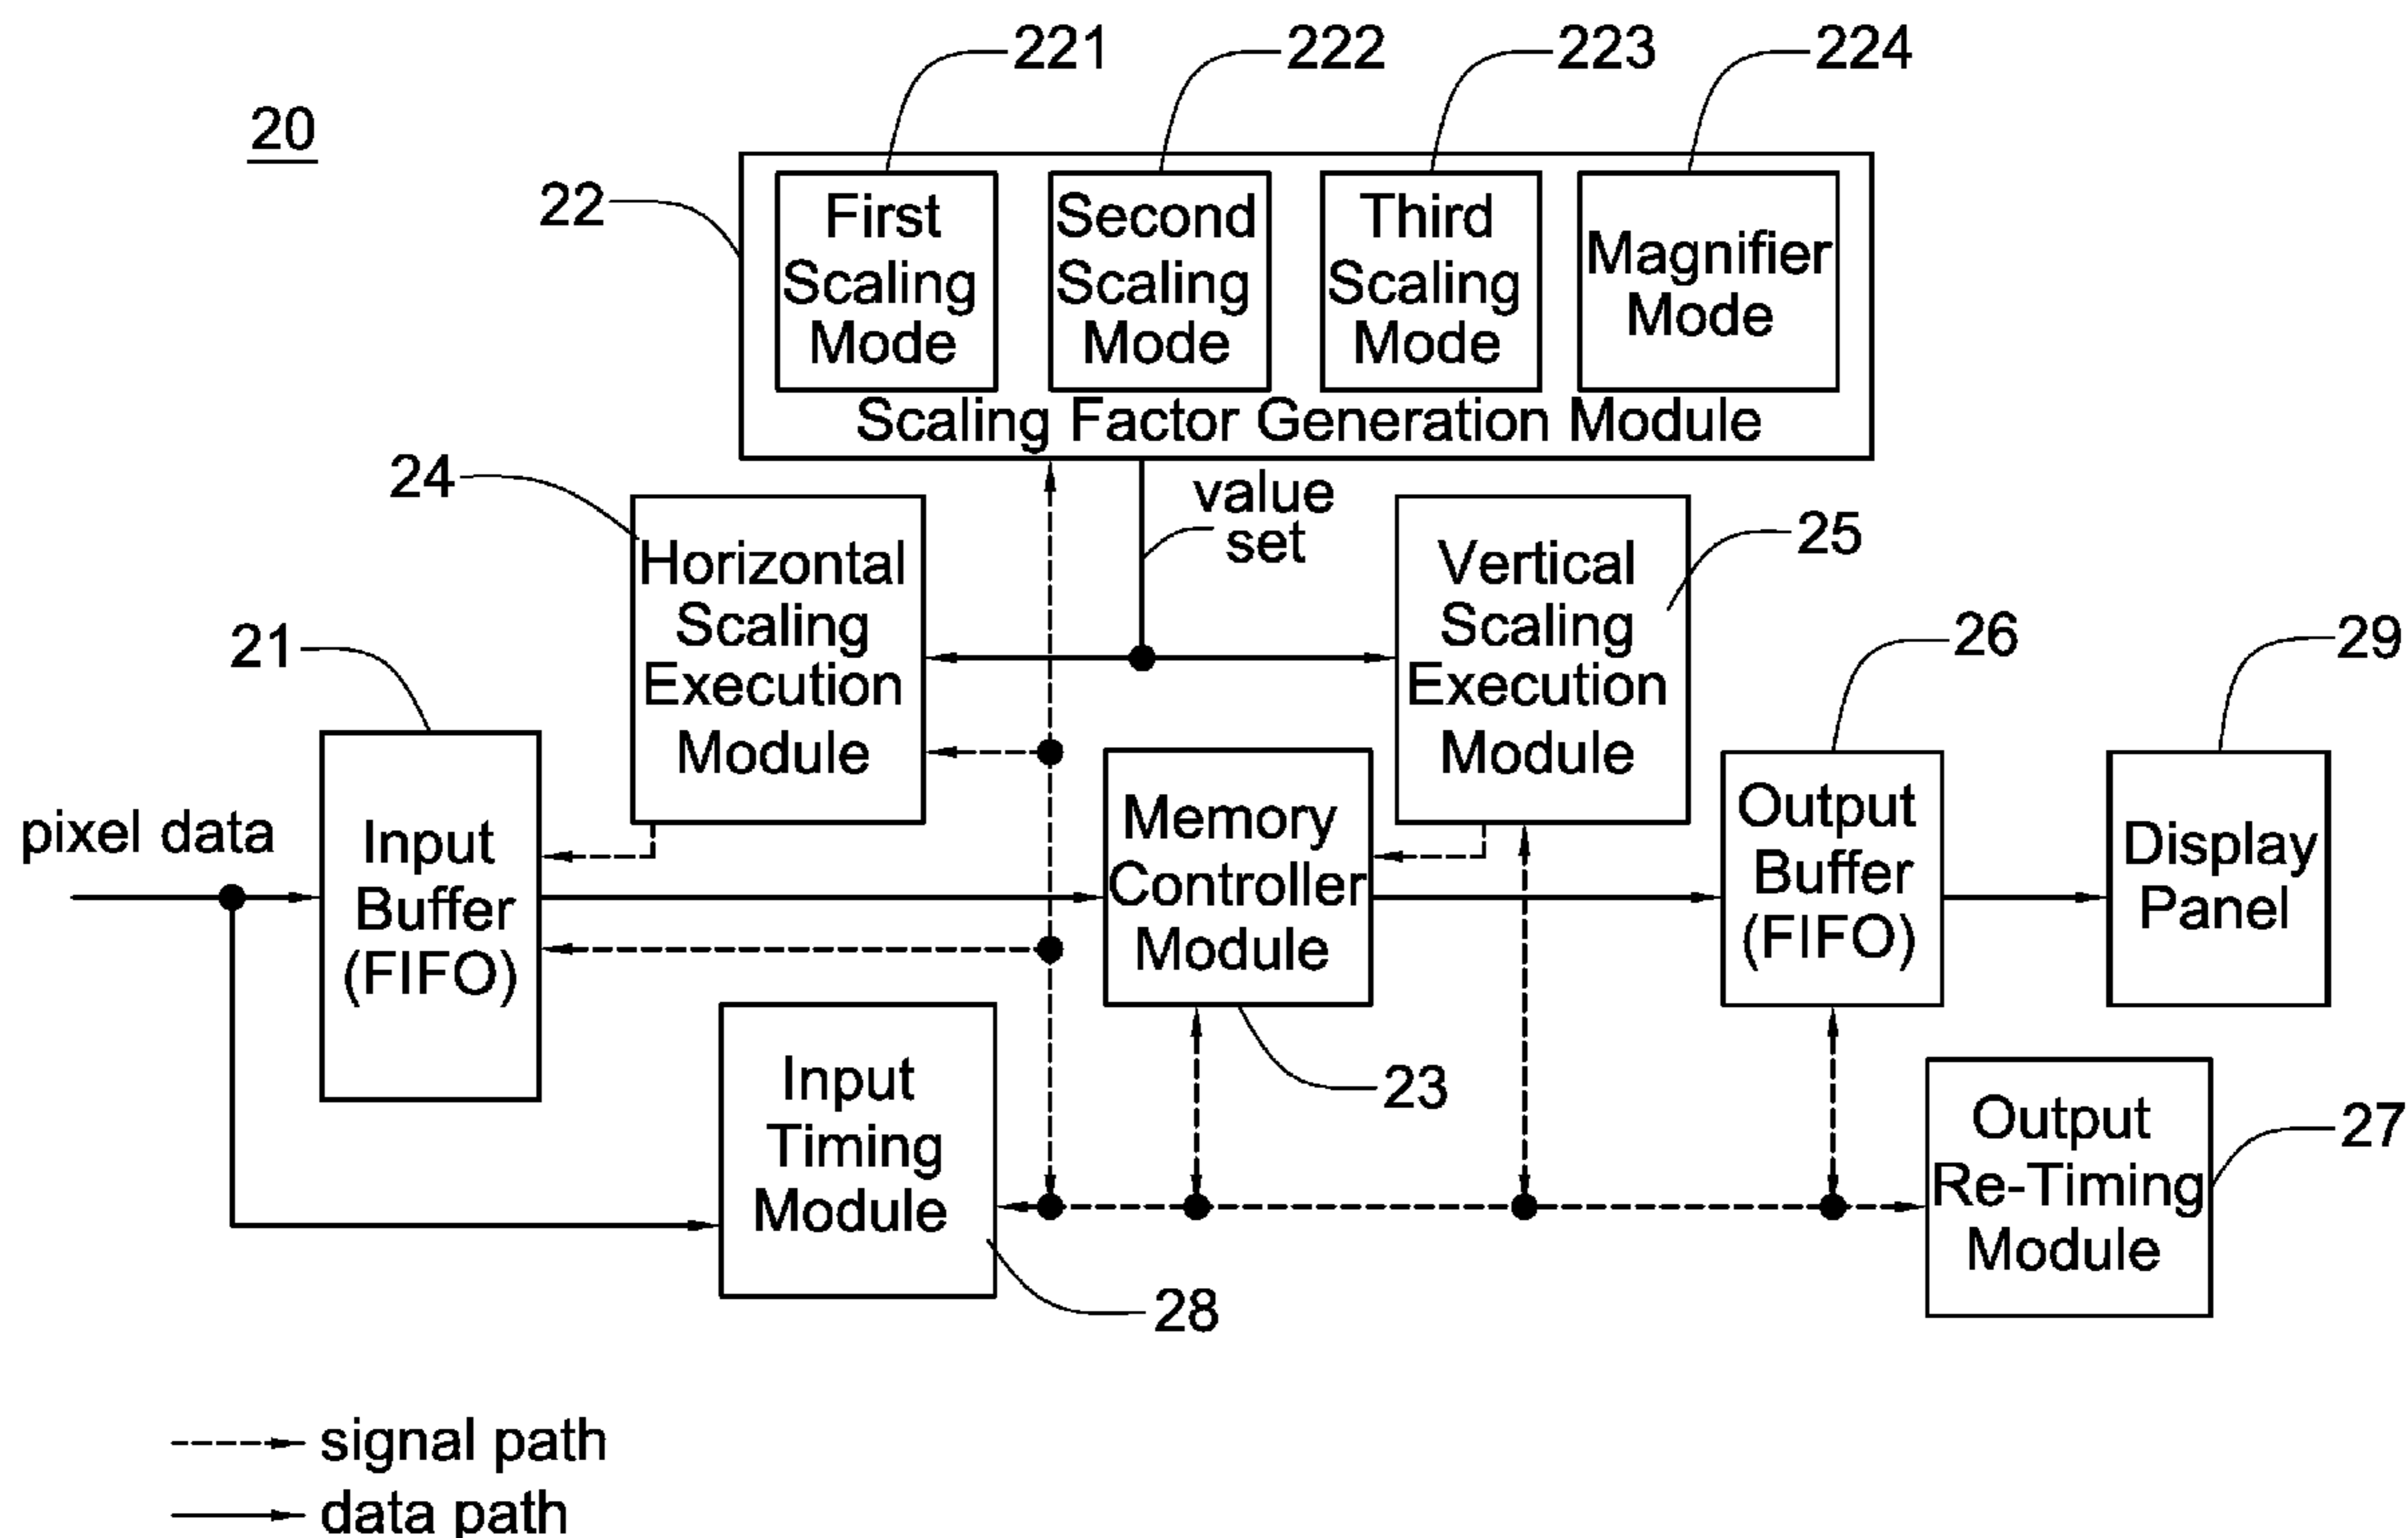 221
222
223
224
20
22
First
Scaling
Mode
Second
Scaling
Mode
Third
Scaling
Mode
Magnifier
Mode
Scaling Factor Generation Module
24
value
set
25
Horizontal
Scaling
Execution
Module
Vertical
Scaling
Execution
Module
21
26
29
pixel data
Input
Buffer
(FIFO)
Memory
Controller
Module
Output
Buffer
(FIFO)
Display
Panel
23
Input
Timing
Module
28
Output
Re-Timing
Module
27
signal path
data path